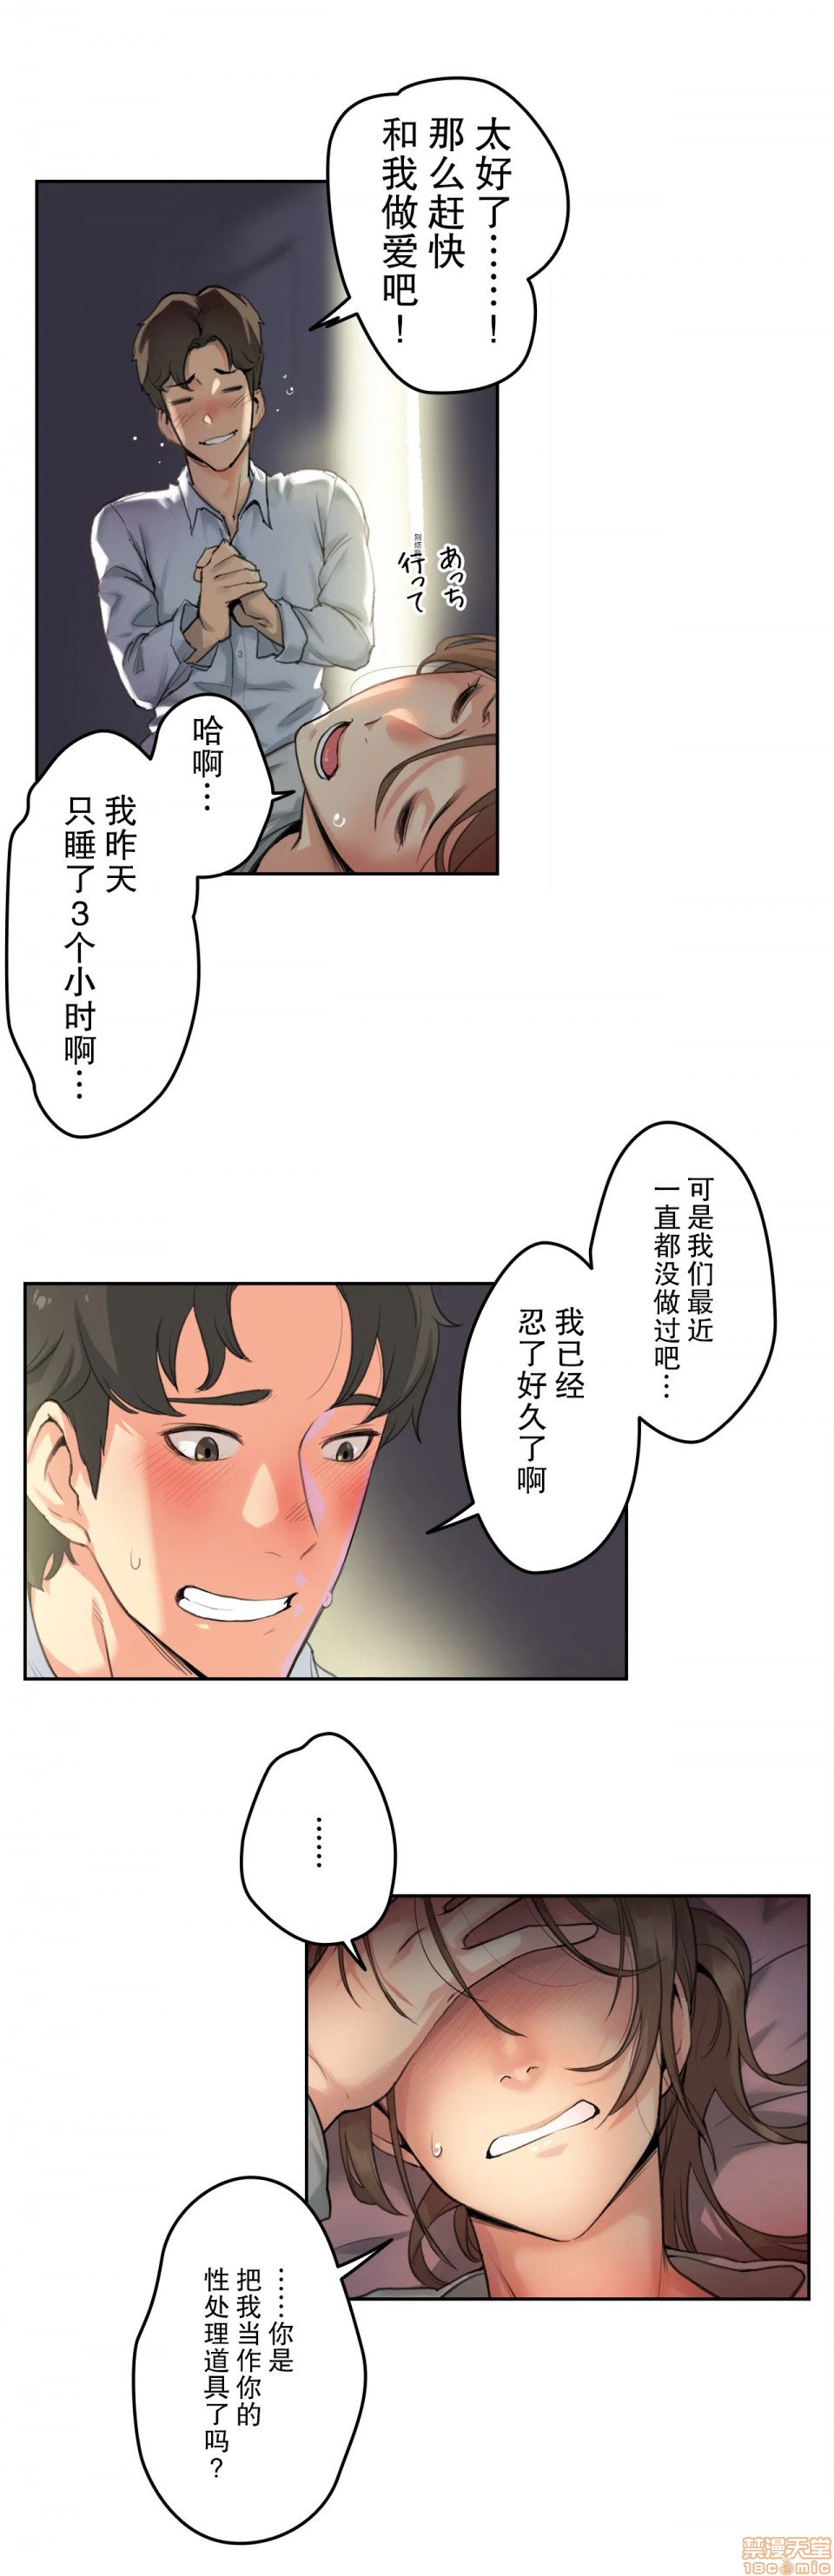 太好了……！
那么赶快
和我做爱吧！
あっち
行って
哈啊…
我昨天
只睡了3个小时啊…
可是我们最近
一直都没做过吧…
我已经
忍了好久了啊
……
……你是
把我当作你的
性处理道具了吗?
禁漫天堂
18comic